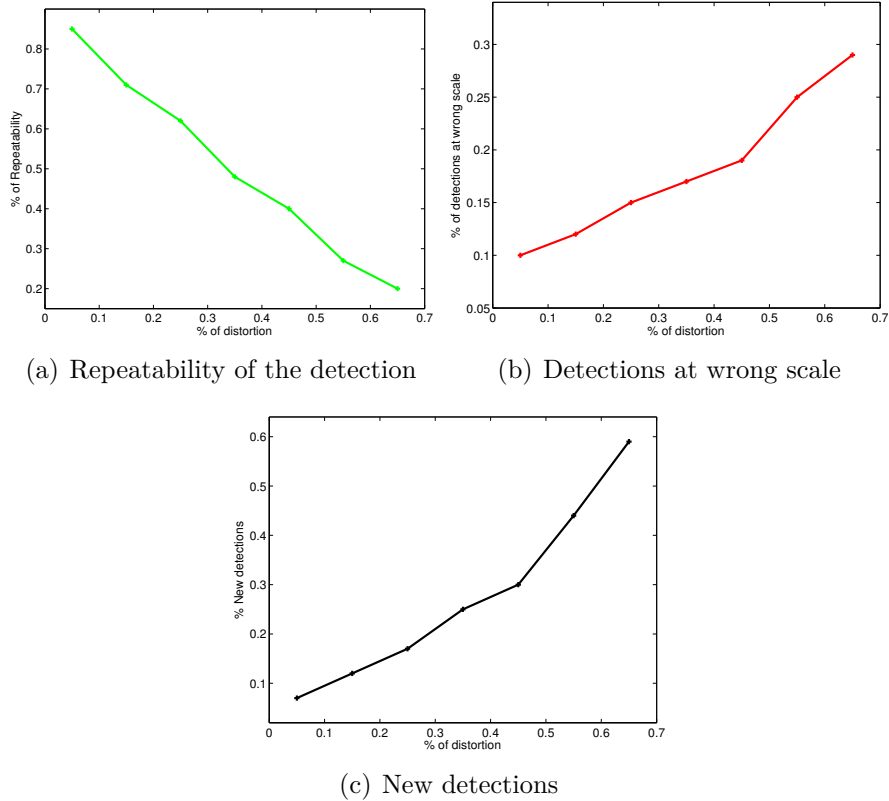 0.8
0.7
0.6
0.5
0.4
0.3
0.2
% of Repeatability
0 0.1 0.2 0.3 0.4 0.5 0.6 0.7
% of distortion
(a) Repeatability of the detection
0.3
0.25
0.2
0.15
0.1
0.05
% of detections at wrong scale
0 0.1 0.2 0.3 0.4 0.5 0.6 0.7
% of distortion
(b) Detections at wrong scale
0.6
0.5
0.4
0.3
0.2
0.1
% New detections
0 0.1 0.2 0.3 0.4 0.5 0.6 0.7
% of distortion
(c) New detections